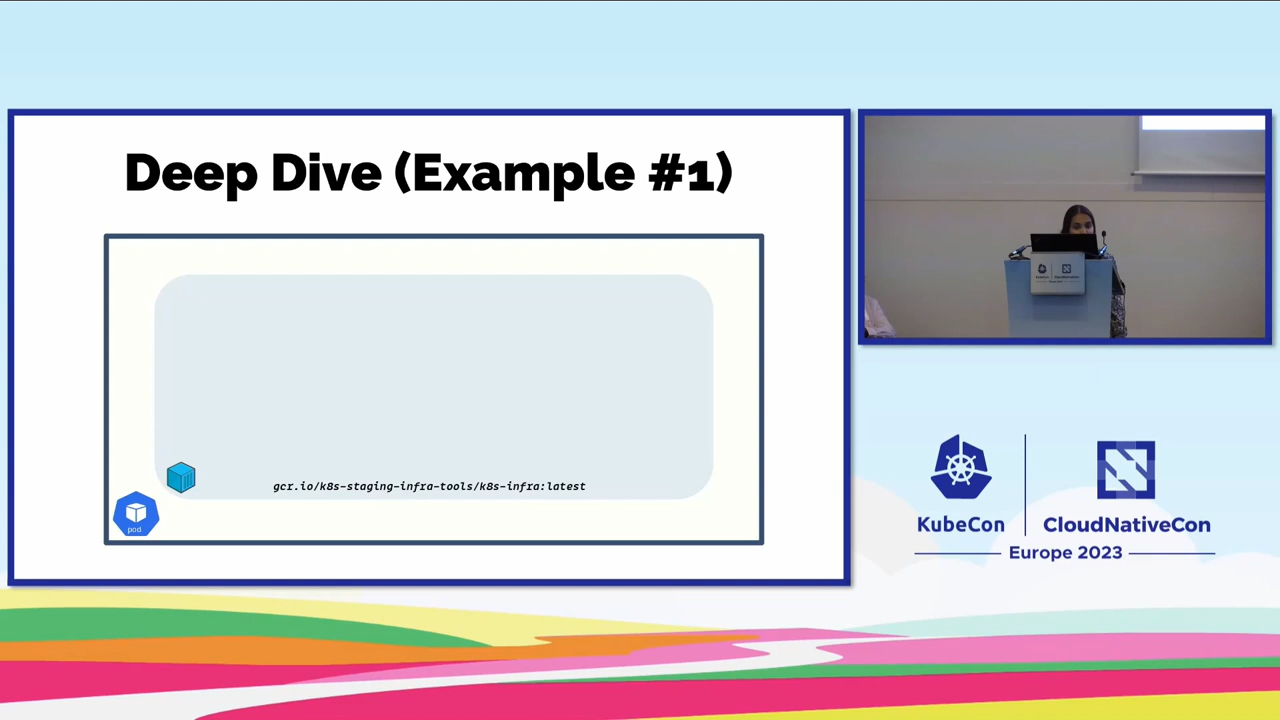 Deep Dive (Example #1)
gcr.io/k8s-staging-infra-tools/k8s-infra:latest
pod
KubeCon
CloudNativeCon
Europe 2023